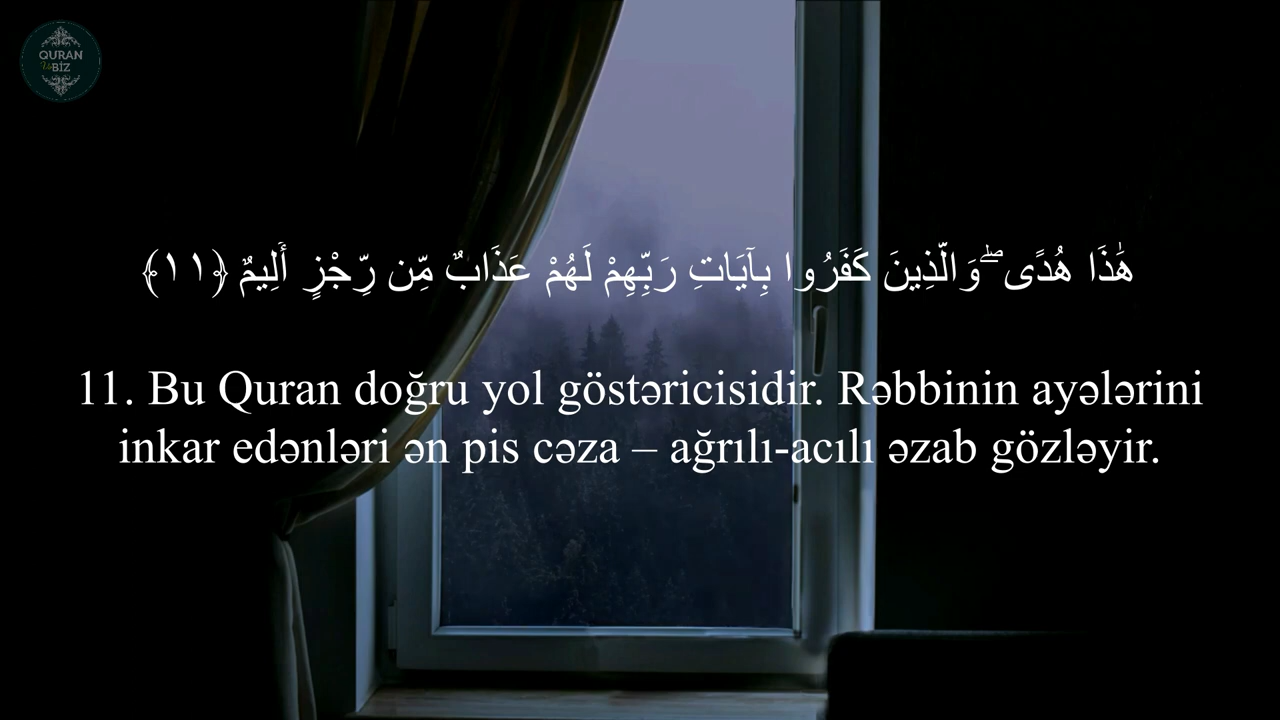 QURAN
Və
BİZ
هَٰذَا هُدًى ۖ وَالَّذِينَ كَفَرُوا بِآيَاتِ رَبِّهِمْ لَهُمْ عَذَابٌ مِّن رِّجْزٍ أَلِيمٌ ﴿١١﴾
11. Bu Quran doğru yol göstəricisidir. Rəbbinin ayələrini
inkar edənləri ən pis cəza – ağrılı-acılı əzab gözləyir.